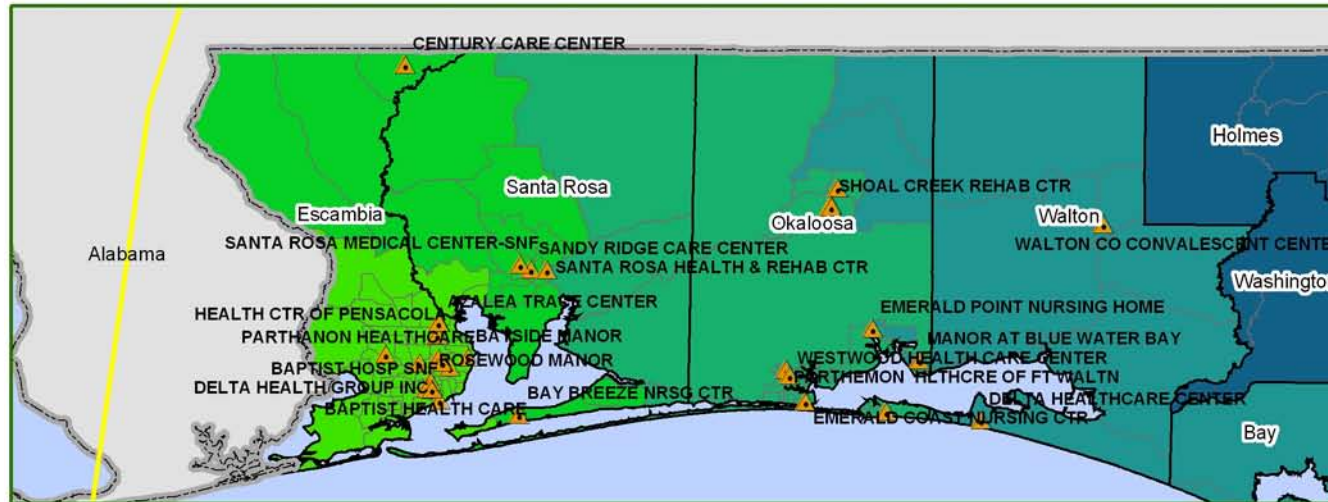 CENTURY CARE CENTER
Holmes
Santa Rosa
SHOAL CREEK REHAB CTR
Escambia
Okaloosa
Walton
Alabama
SANTA ROSA MEDICAL CENTER-SNF
SANDY RIDGE CARE CENTER
WALTON CO CONVALESCENT CENTE
SANTA ROSA HEALTH & REHAB CTR
Washington
AZALEA TRACE CENTER
HEALTH CTR OF PENSACOLA
EMERALD POINT NURSING HOME
PARTHANON HEALTHCARE
BAYSIDE MANOR
MANOR AT BLUE WATER BAY
ROSEWOOD MANOR
WESTWOOD HEALTH CARE CENTER
BAPTIST HOSP SNF
PARTHEMON HLTHCRE OF FT WALTN
DELTA HEALTH GROUP INC
BAY BREEZE NRSG CTR
DELTA HEALTHCARE CENTER
BAPTIST HEALTH CARE
EMERALD COAST NURSING CTR
Bay